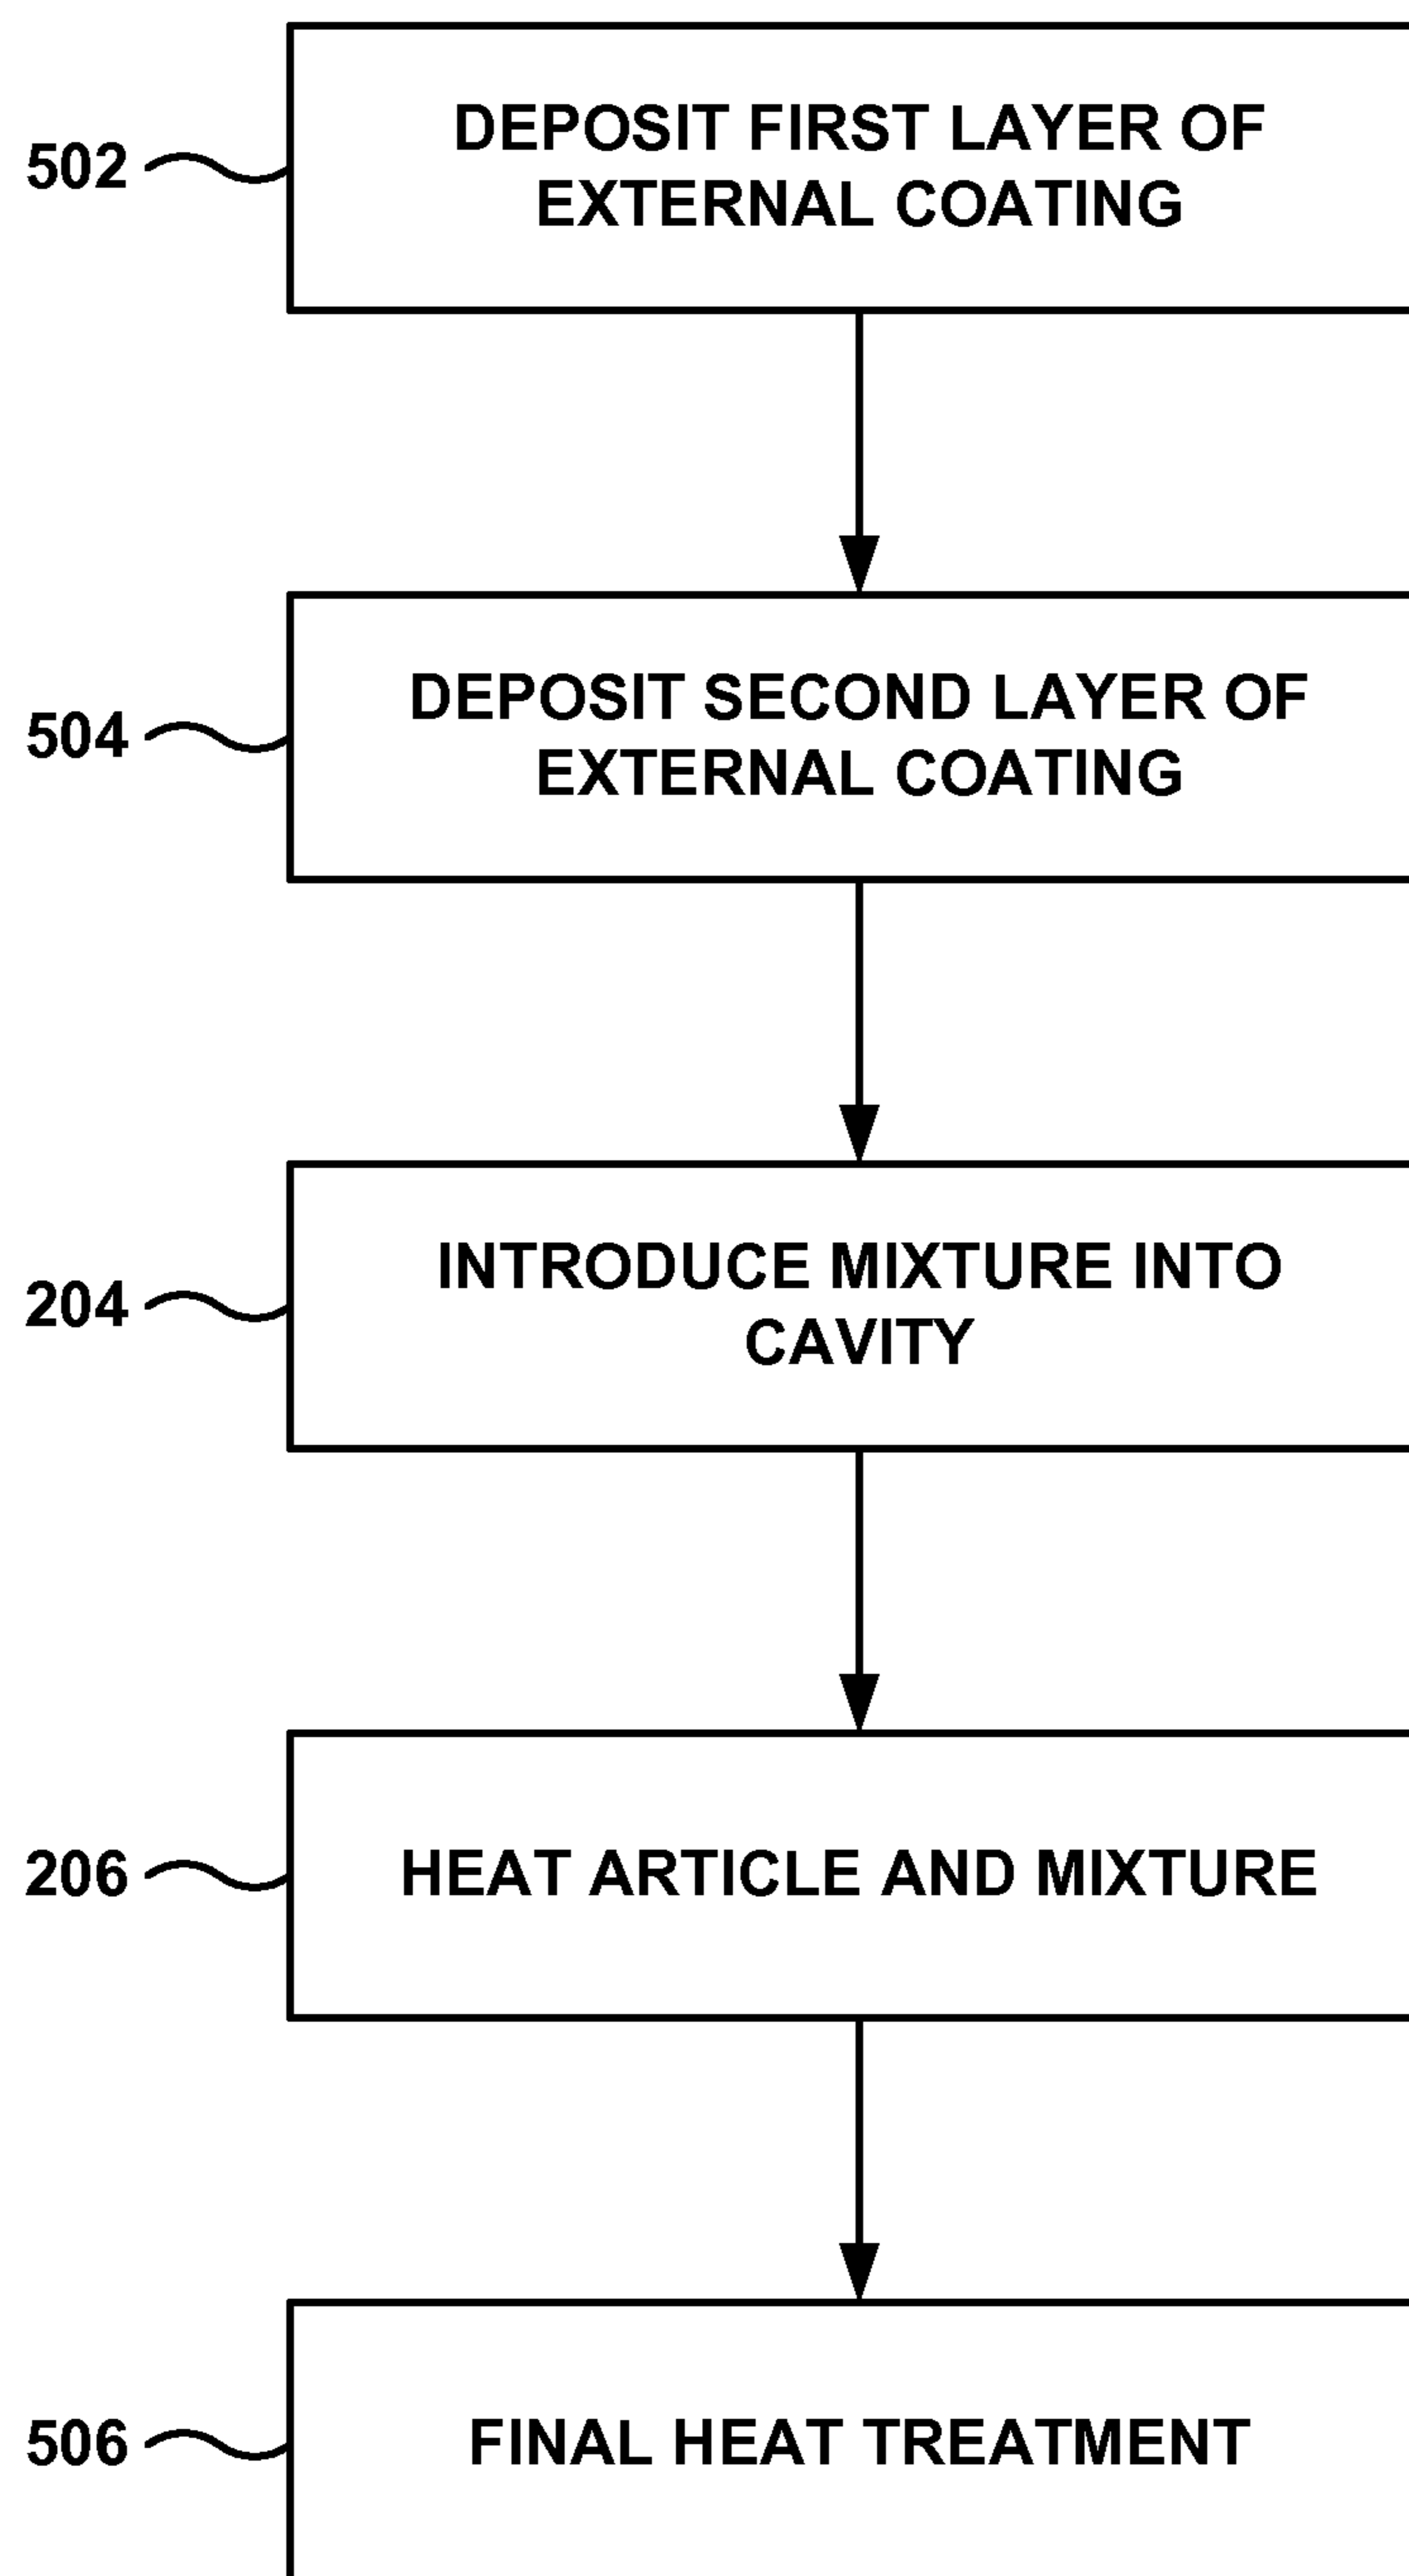 502
DEPOSIT FIRST LAYER OF
EXTERNAL COATING
504
DEPOSIT SECOND LAYER OF
EXTERNAL COATING
204
INTRODUCE MIXTURE INTO
CAVITY
206
HEAT ARTICLE AND MIXTURE
506
FINAL HEAT TREATMENT